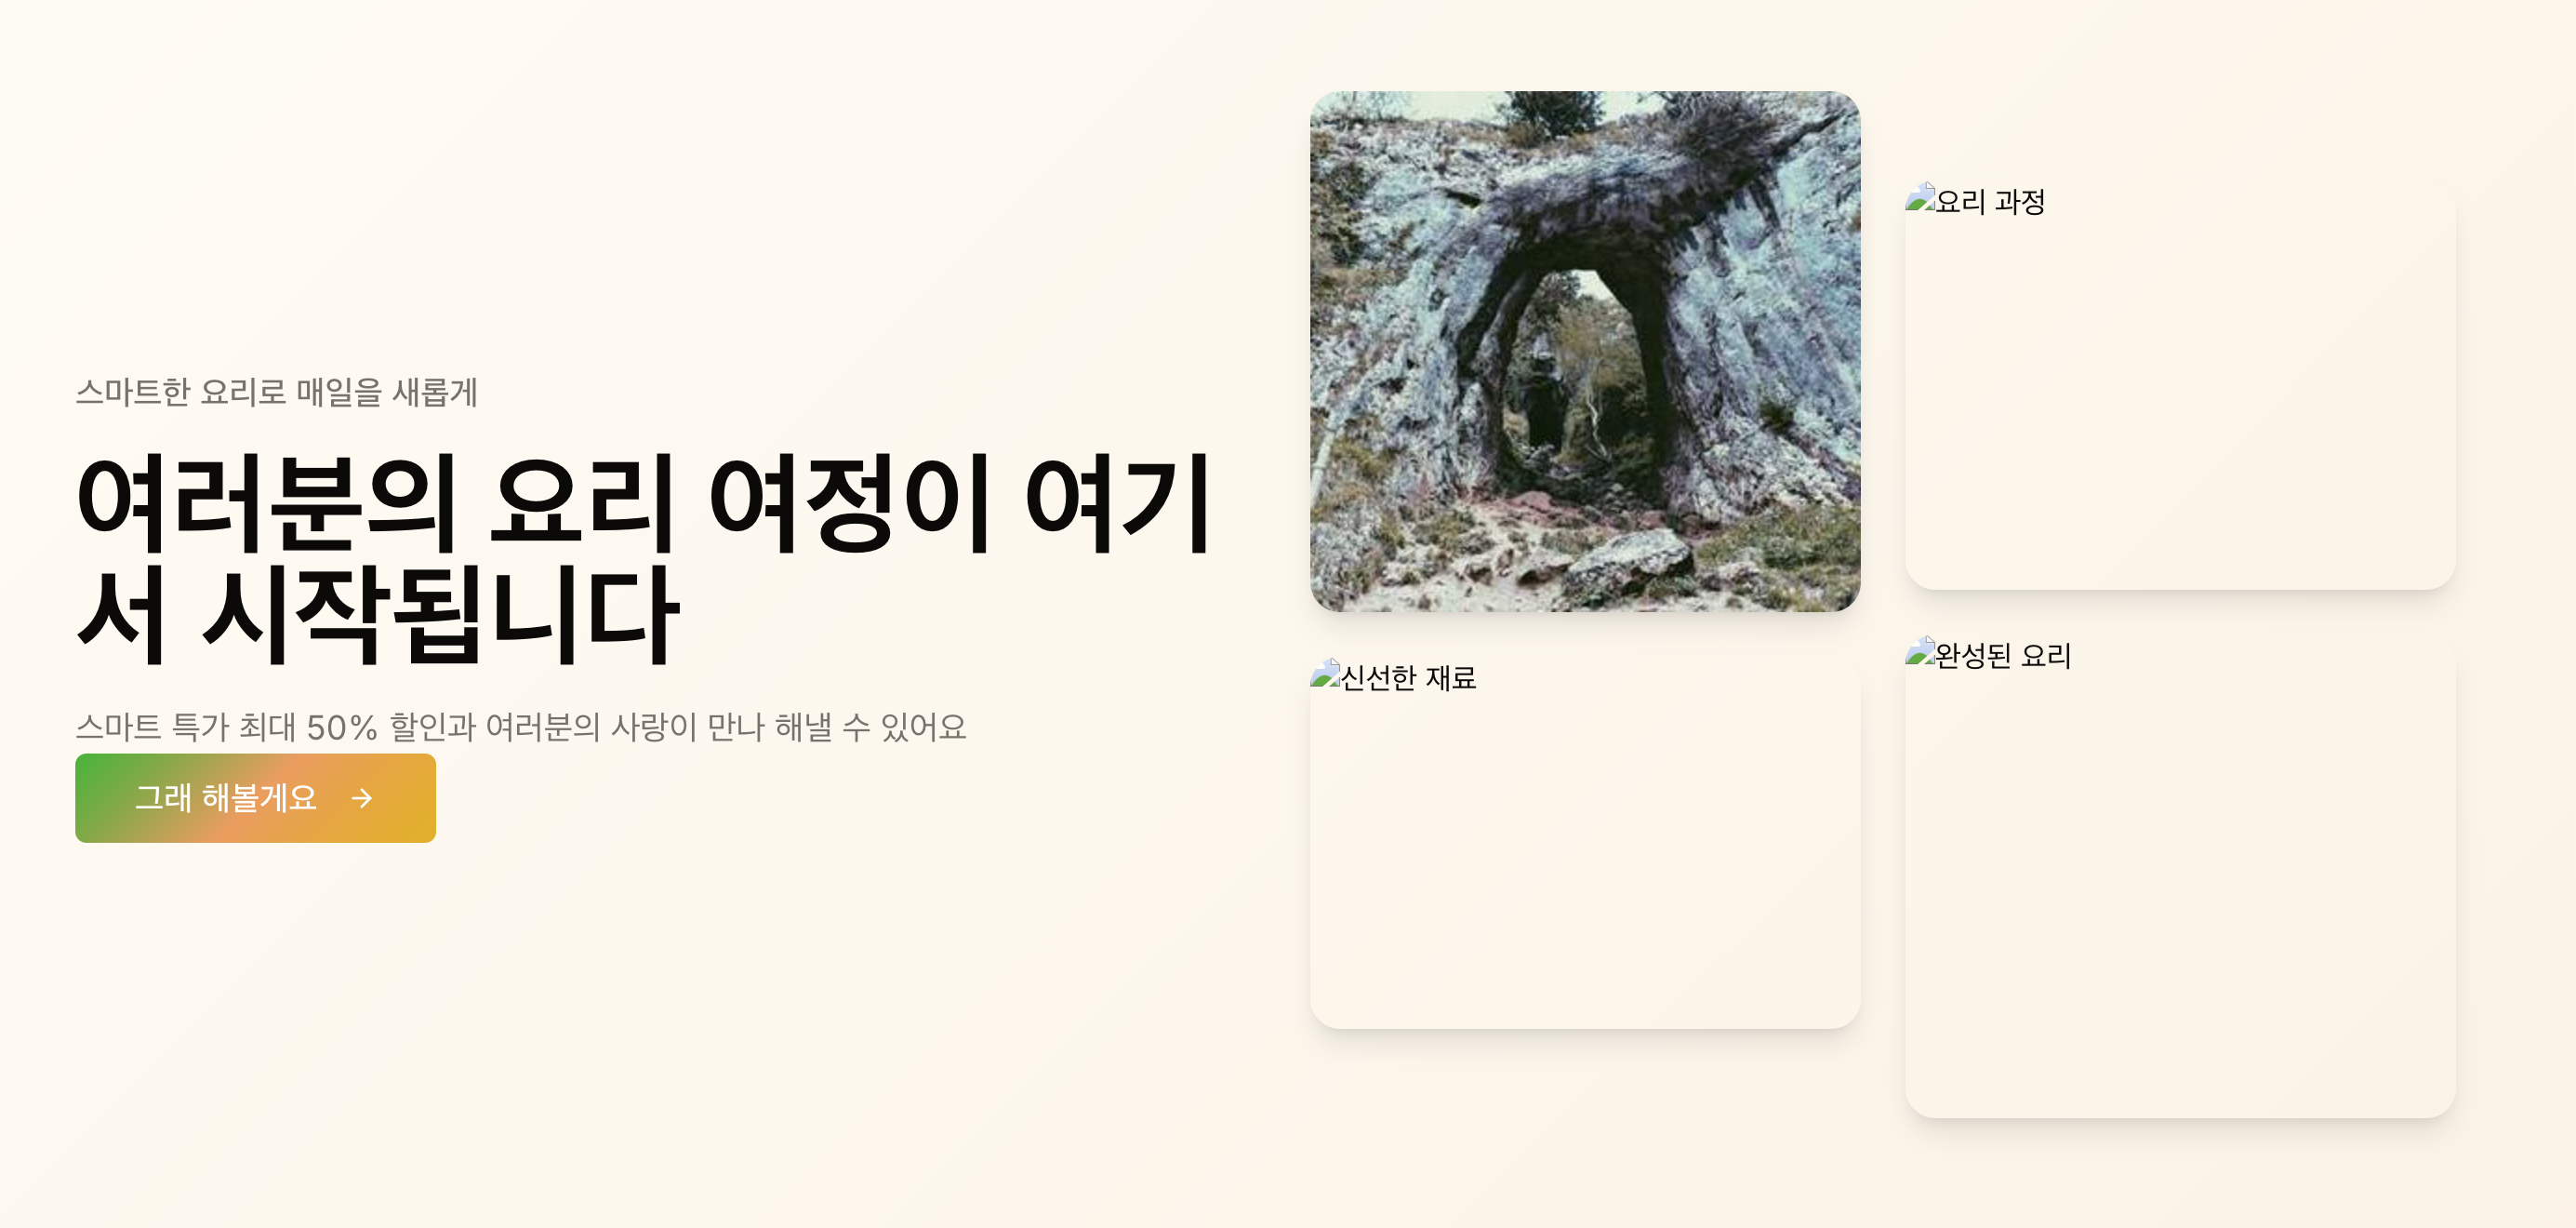 스마트한 요리로 매일을 새롭게
여러분의 요리 여정이 여기
서 시작됩니다
스마트 특가 최대 50% 할인과 여러분의 사랑이 만나 해낼 수 있어요
그래 해볼게요 →
요리 과정
신선한 재료
완성된 요리